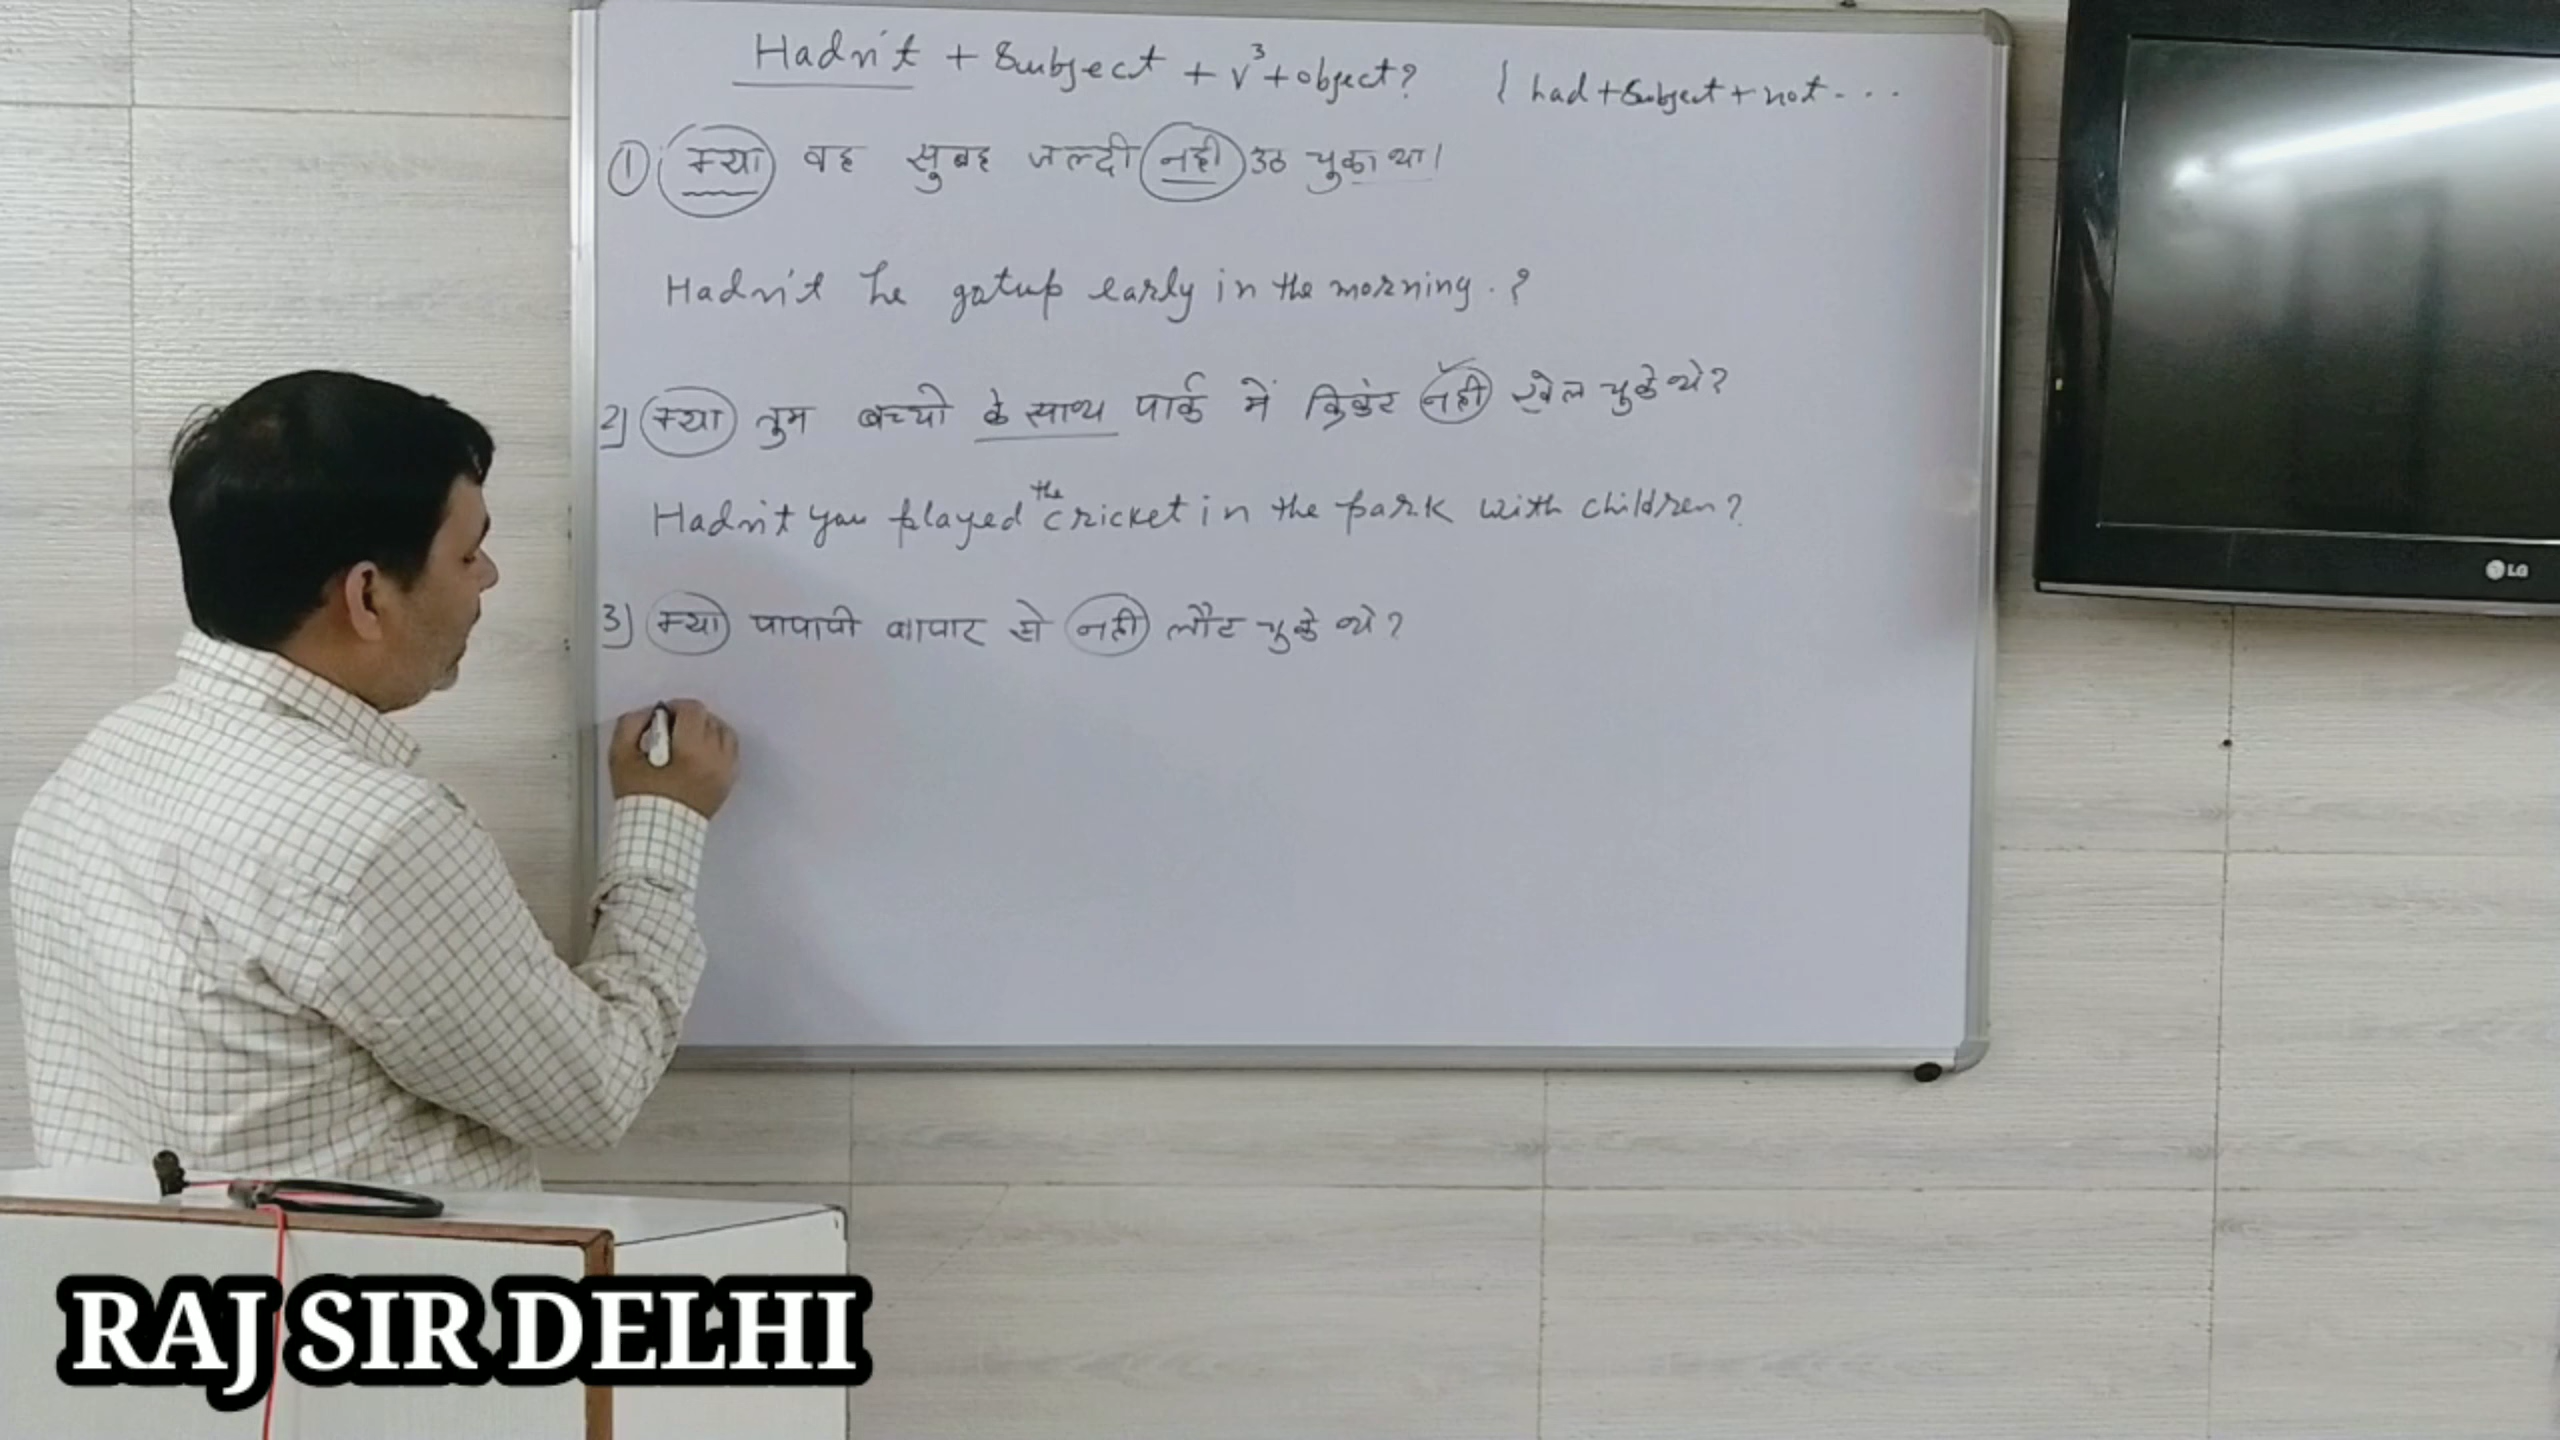 Hadn't + Subject + V³ + object? { had + Subject + not - ...
① क्या वह सुबह जल्दी नही उठ चुका था।
Hadn't he gotup early in the morning. ?
2) क्या तुम बच्यो के साथ पार्क में क्रिकेट नही खेल चुके थे?
Hadn't you played the cricket in the park with children?
3) क्या पापापी बापार से नही लौट चुके थे?
LG
RAJ SIR DELHI